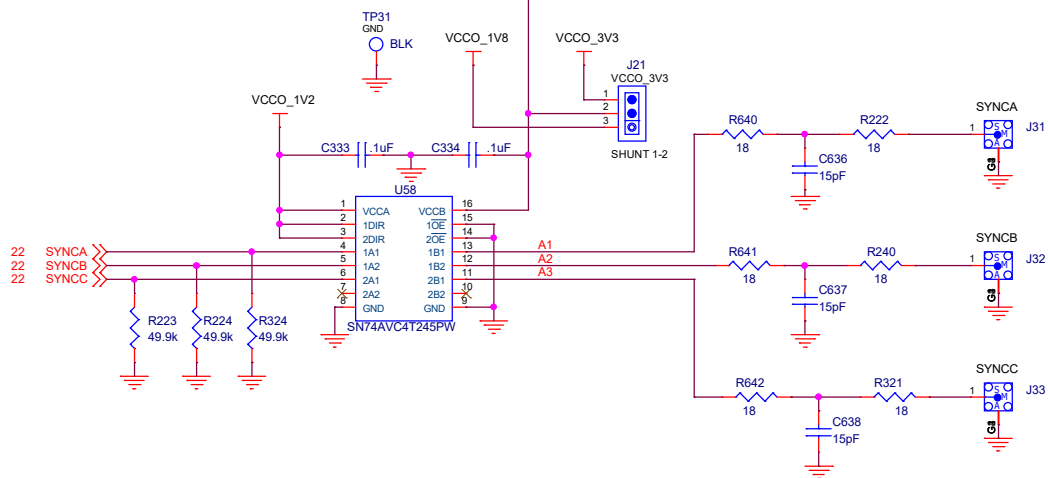 TP31
GND
BLK
VCCO_1V8
VCCO_3V3
J21
VCCO_3V3
1
2
3
SHUNT 1-2
VCCO_1V2
C333
.1uF
C334
.1uF
U58
1
VCCA
VCCB
16
2
1DIR
1OE
15
3
2DIR
2OE
14
4
1A1
1B1
13
5
1A2
1B2
12
6
2A1
2B1
11
7
2A2
2B2
10
8
GND
GND
9
SN74AVC4T245PW
22 SYNCA
22 SYNCB
22 SYNCC
R223
49.9k
R224
49.9k
R324
49.9k
A1
A2
A3
R640
18
R222
18
C636
15pF
SYNCA
1
J31
S
M
A
R641
18
R240
18
C637
15pF
SYNCB
1
J32
S
M
A
R642
18
R321
18
C638
15pF
SYNCC
1
J33
S
M
A